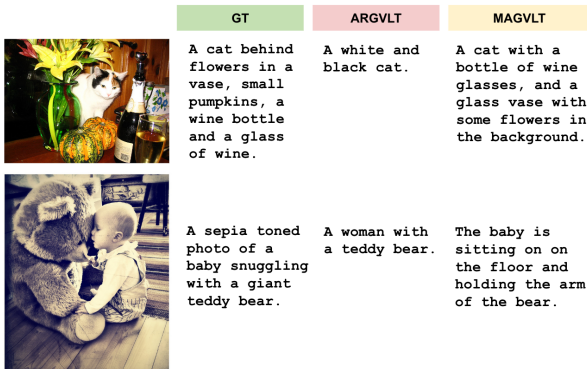 GT
ARGVLT
MAGVLT
A cat behind
flowers in a
vase, small
pumpkins, a
wine bottle
and a glass
of wine.
A white and
black cat.
A cat with a
bottle of wine
glasses, and a
glass vase with
some flowers in
the background.
A sepia toned
photo of a
baby snuggling
with a giant
teddy bear.
A woman with
a teddy bear.
The baby is
sitting on on
the floor and
holding the arm
of the bear.